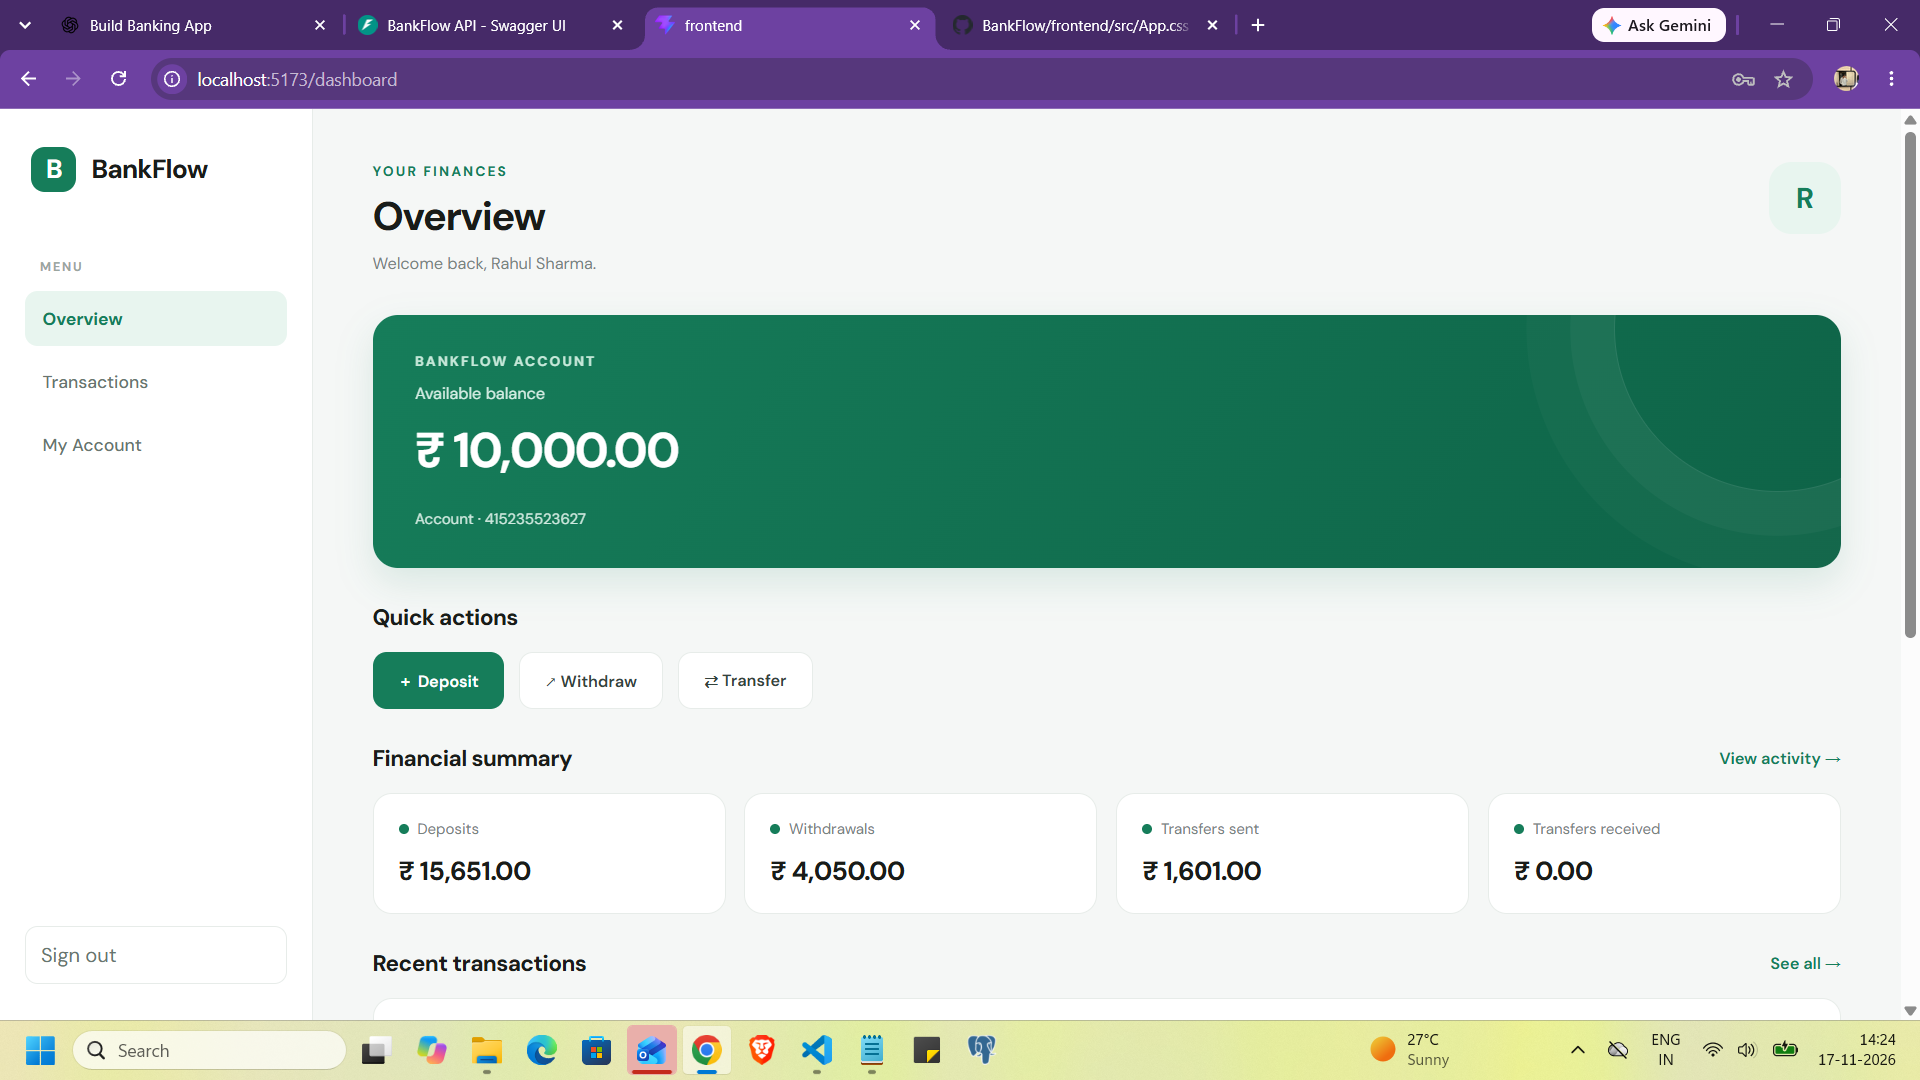 Build Banking App
BankFlow API - Swagger UI
frontend
BankFlow/frontend/src/App.css
Ask Gemini
localhost:5173/dashboard
B BankFlow
MENU
Overview
Transactions
My Account
Sign out
YOUR FINANCES
Overview
Welcome back, Rahul Sharma.
R
BANKFLOW ACCOUNT
Available balance
₹ 10,000.00
Account · 415235523627
Quick actions
+ Deposit
↗ Withdraw
⇄ Transfer
Financial summary
View activity →
Deposits
₹ 15,651.00
Withdrawals
₹ 4,050.00
Transfers sent
₹ 1,601.00
Transfers received
₹ 0.00
Recent transactions
See all →
Search
27°C
Sunny
ENG
IN
14:24
17-11-2026